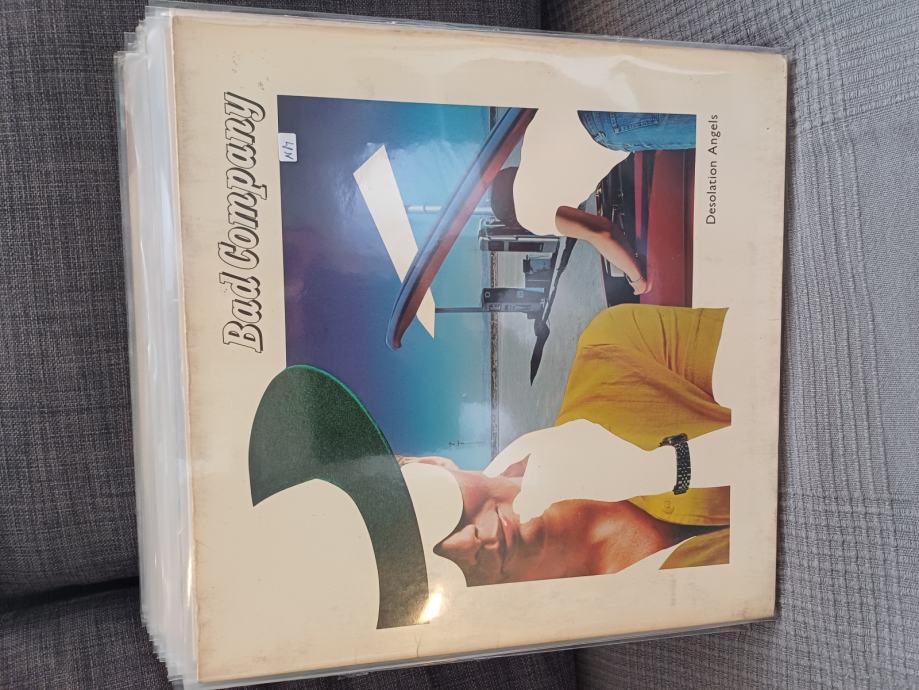 Bad Company
Desolation Angels